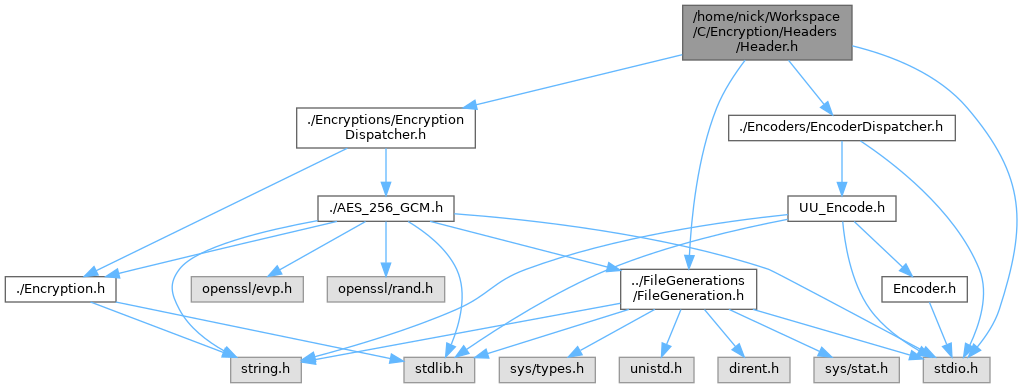 /home/nick/Workspace
/C/Encryption/Headers
/Header.h
./Encryptions/Encryption
Dispatcher.h
./Encoders/EncoderDispatcher.h
./AES_256_GCM.h
UU_Encode.h
./Encryption.h
openssl/evp.h
openssl/rand.h
../FileGenerations
/FileGeneration.h
Encoder.h
string.h
stdlib.h
sys/types.h
unistd.h
dirent.h
sys/stat.h
stdio.h